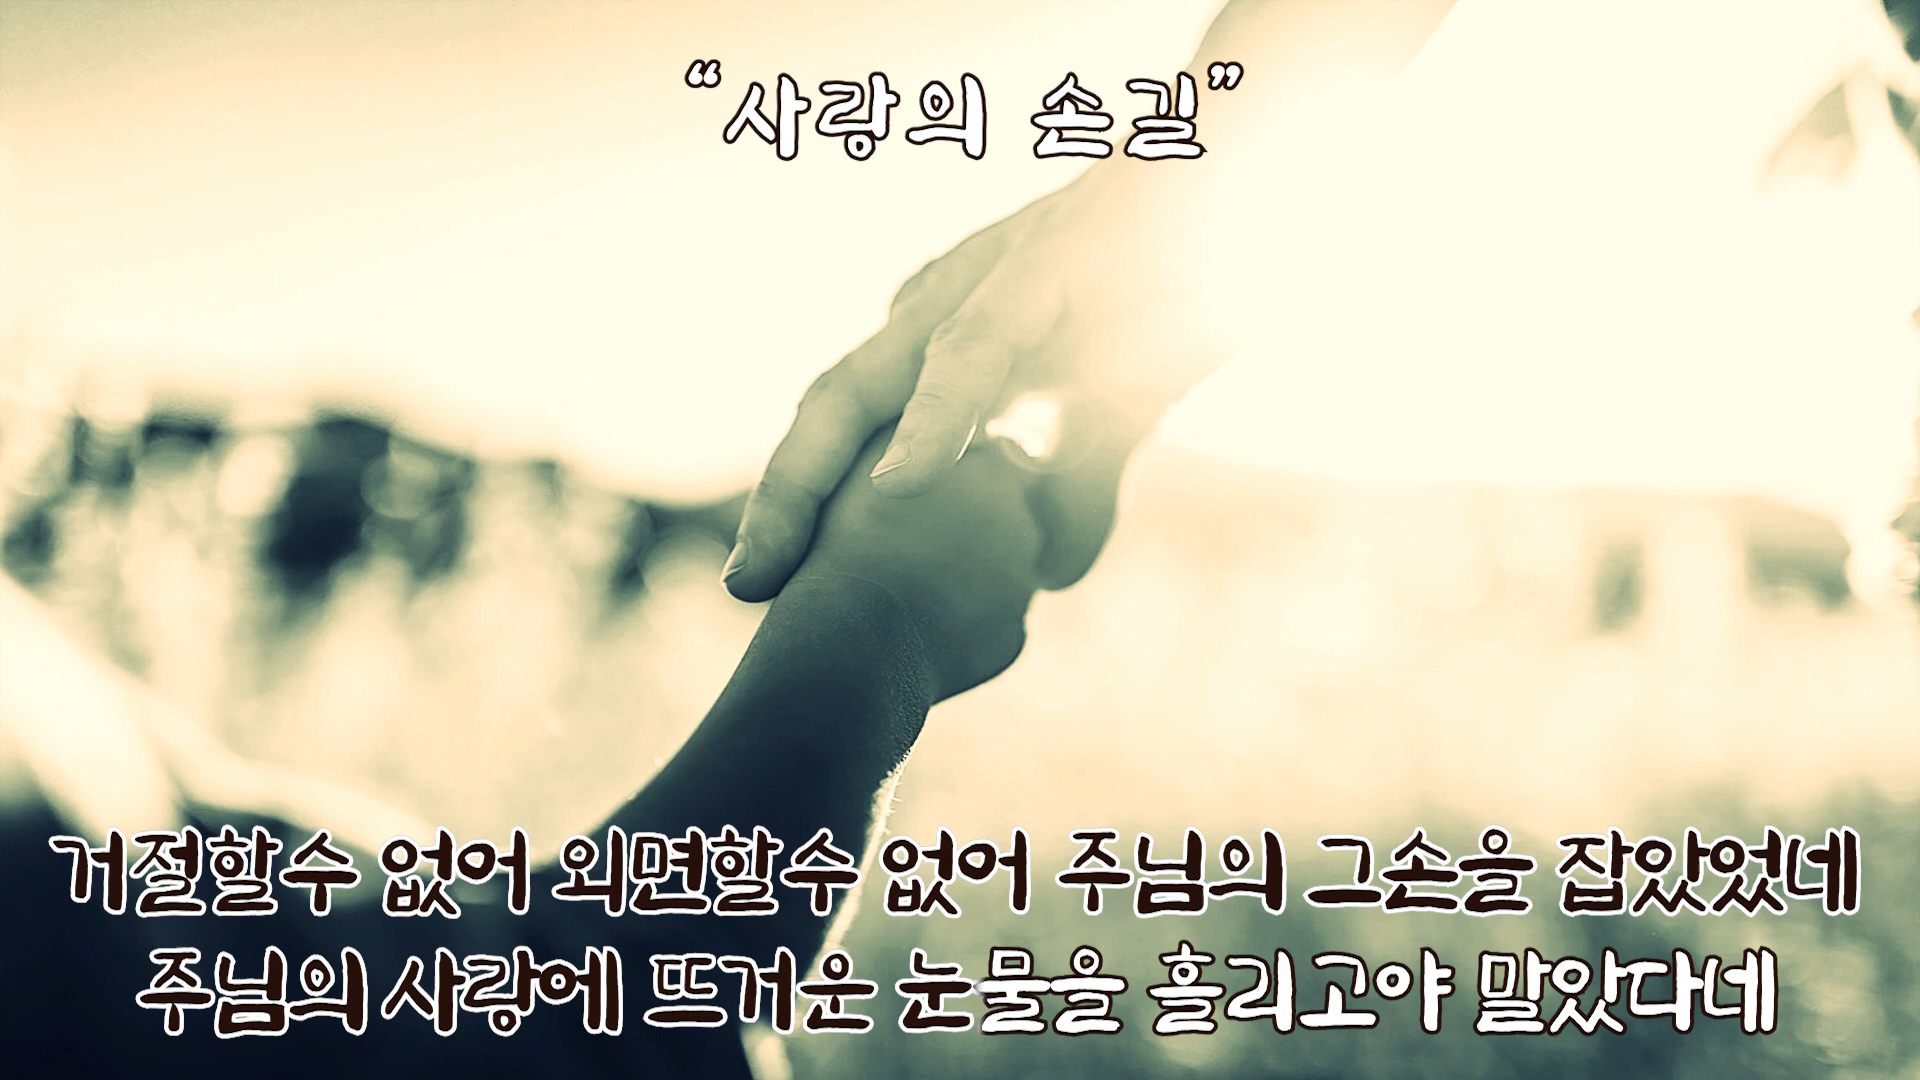 “사랑의 손길”
거절할수 없어 외면할수 없어 주님의 그손을 잡았었네
주님의 사랑에 뜨거운 눈물을 흘리고야 말았다네